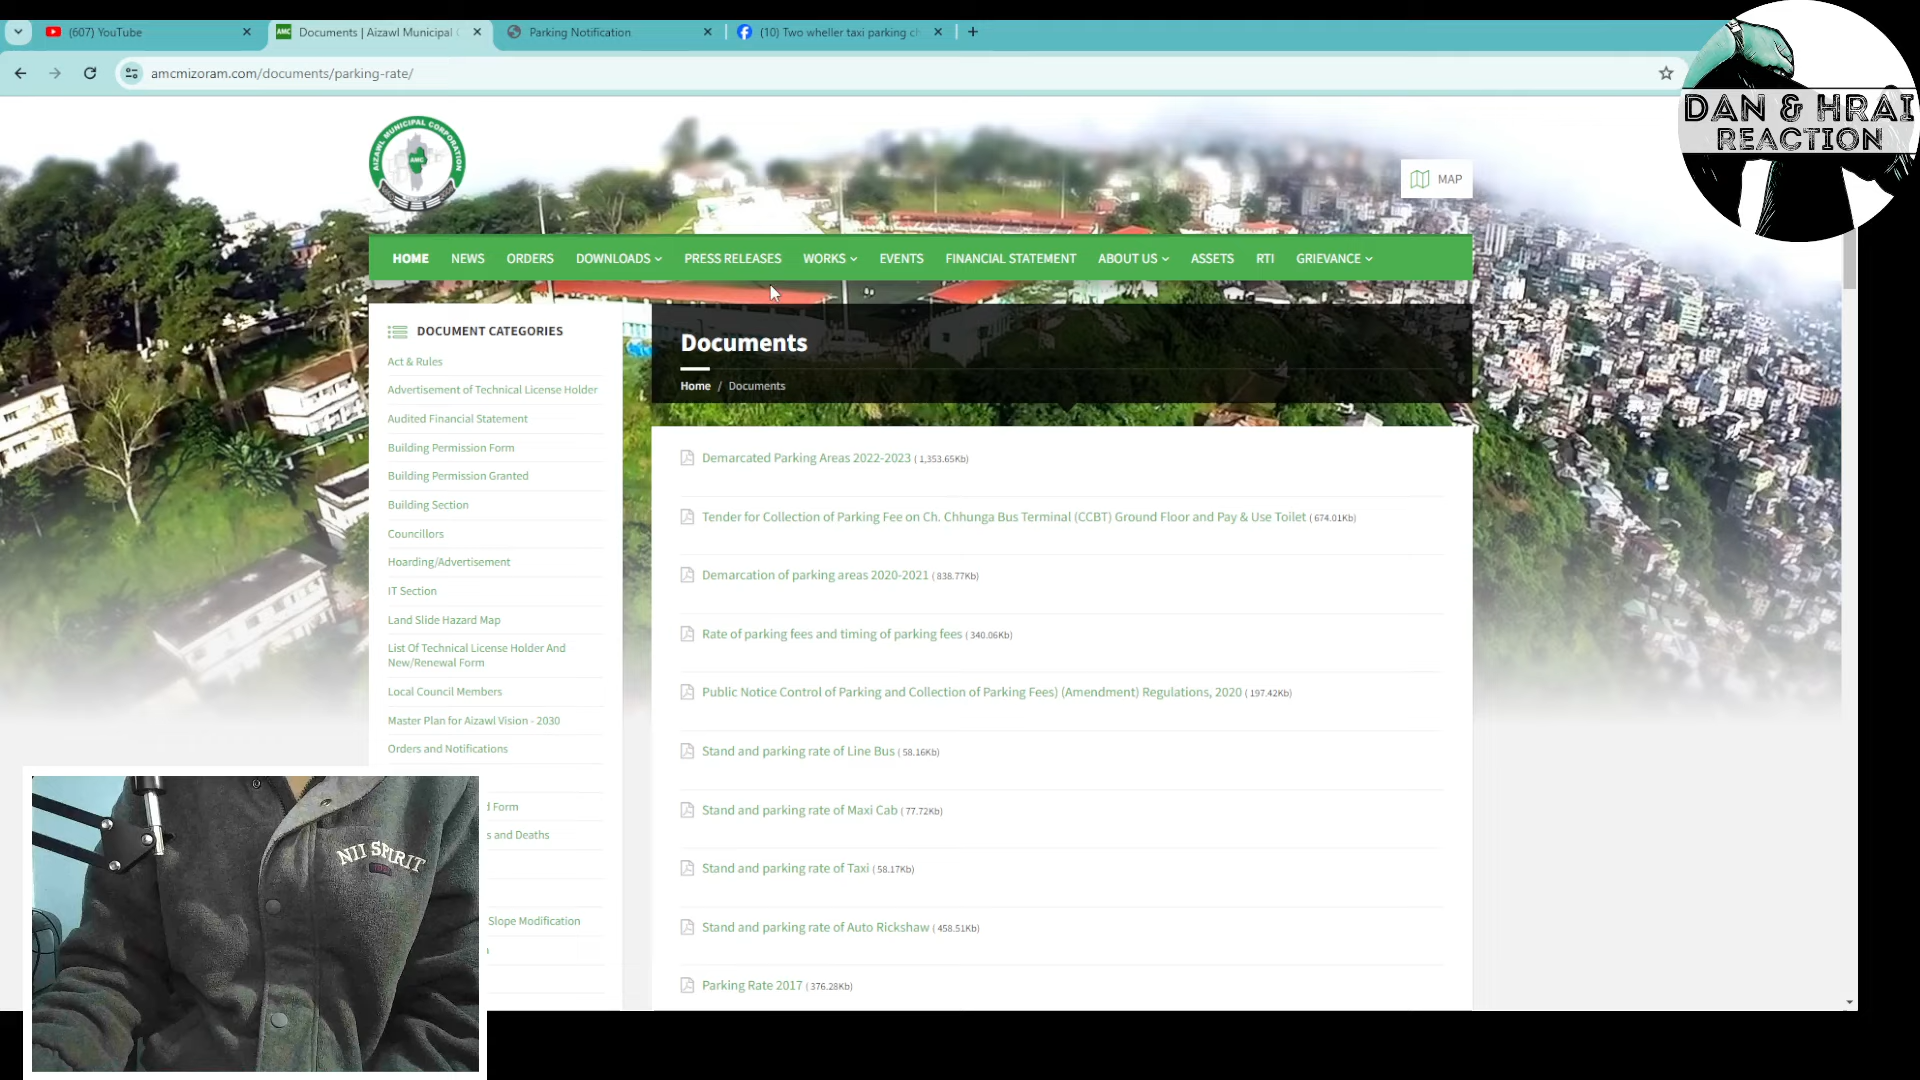 (607) YouTube
Documents | Aizawl Municipal
Parking Notification
(10) Two wheller taxi parking ch
amcmizoram.com/documents/parking-rate/
DAN & HRAI
REACTION
AIZAWL MUNICIPAL CORPORATION
AMC
MAP
HOME NEWS ORDERS DOWNLOADS PRESS RELEASES WORKS EVENTS FINANCIAL STATEMENT ABOUT US ASSETS RTI GRIEVANCE
DOCUMENT CATEGORIES
Act & Rules
Advertisement of Technical License Holder
Audited Financial Statement
Building Permission Form
Building Permission Granted
Building Section
Councillors
Hoarding/Advertisement
IT Section
Land Slide Hazard Map
List Of Technical License Holder And
New/Renewal Form
Local Council Members
Master Plan for Aizawl Vision - 2030
Orders and Notifications
d Form
s and Deaths
Slope Modification
Documents
Home / Documents
Demarcated Parking Areas 2022-2023 ( 1,353.65Kb)
Tender for Collection of Parking Fee on Ch. Chhunga Bus Terminal (CCBT) Ground Floor and Pay & Use Toilet ( 674.01Kb)
Demarcation of parking areas 2020-2021 ( 838.77Kb)
Rate of parking fees and timing of parking fees ( 340.06Kb)
Public Notice Control of Parking and Collection of Parking Fees) (Amendment) Regulations, 2020 ( 197.42Kb)
Stand and parking rate of Line Bus ( 58.16Kb)
Stand and parking rate of Maxi Cab ( 77.72Kb)
Stand and parking rate of Taxi ( 58.17Kb)
Stand and parking rate of Auto Rickshaw ( 458.51Kb)
Parking Rate 2017 ( 376.28Kb)
NII SPIRIT